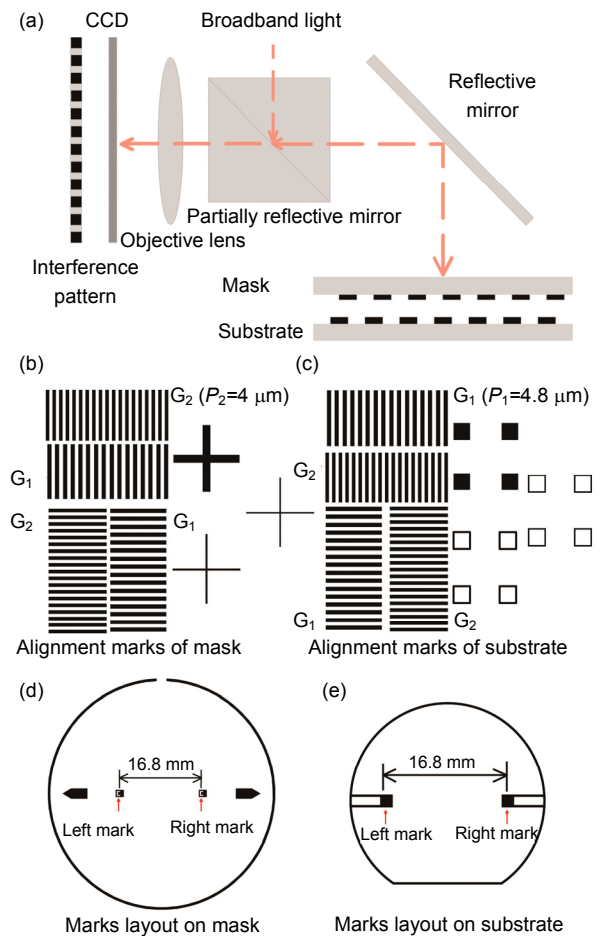 (a)
CCD
Broadband light
Reflective
mirror
Partially reflective mirror
Objective lens
Interference
pattern
Mask
Substrate
(b)
G₂ (P₂=4 μm)
G₁
G₂
G₁
Alignment marks of mask
(c)
G₁ (P₁=4.8 μm)
G₂
G₁
G₂
Alignment marks of substrate
(d)
16.8 mm
Left mark
Right mark
Marks layout on mask
(e)
16.8 mm
Left mark
Right mark
Marks layout on substrate